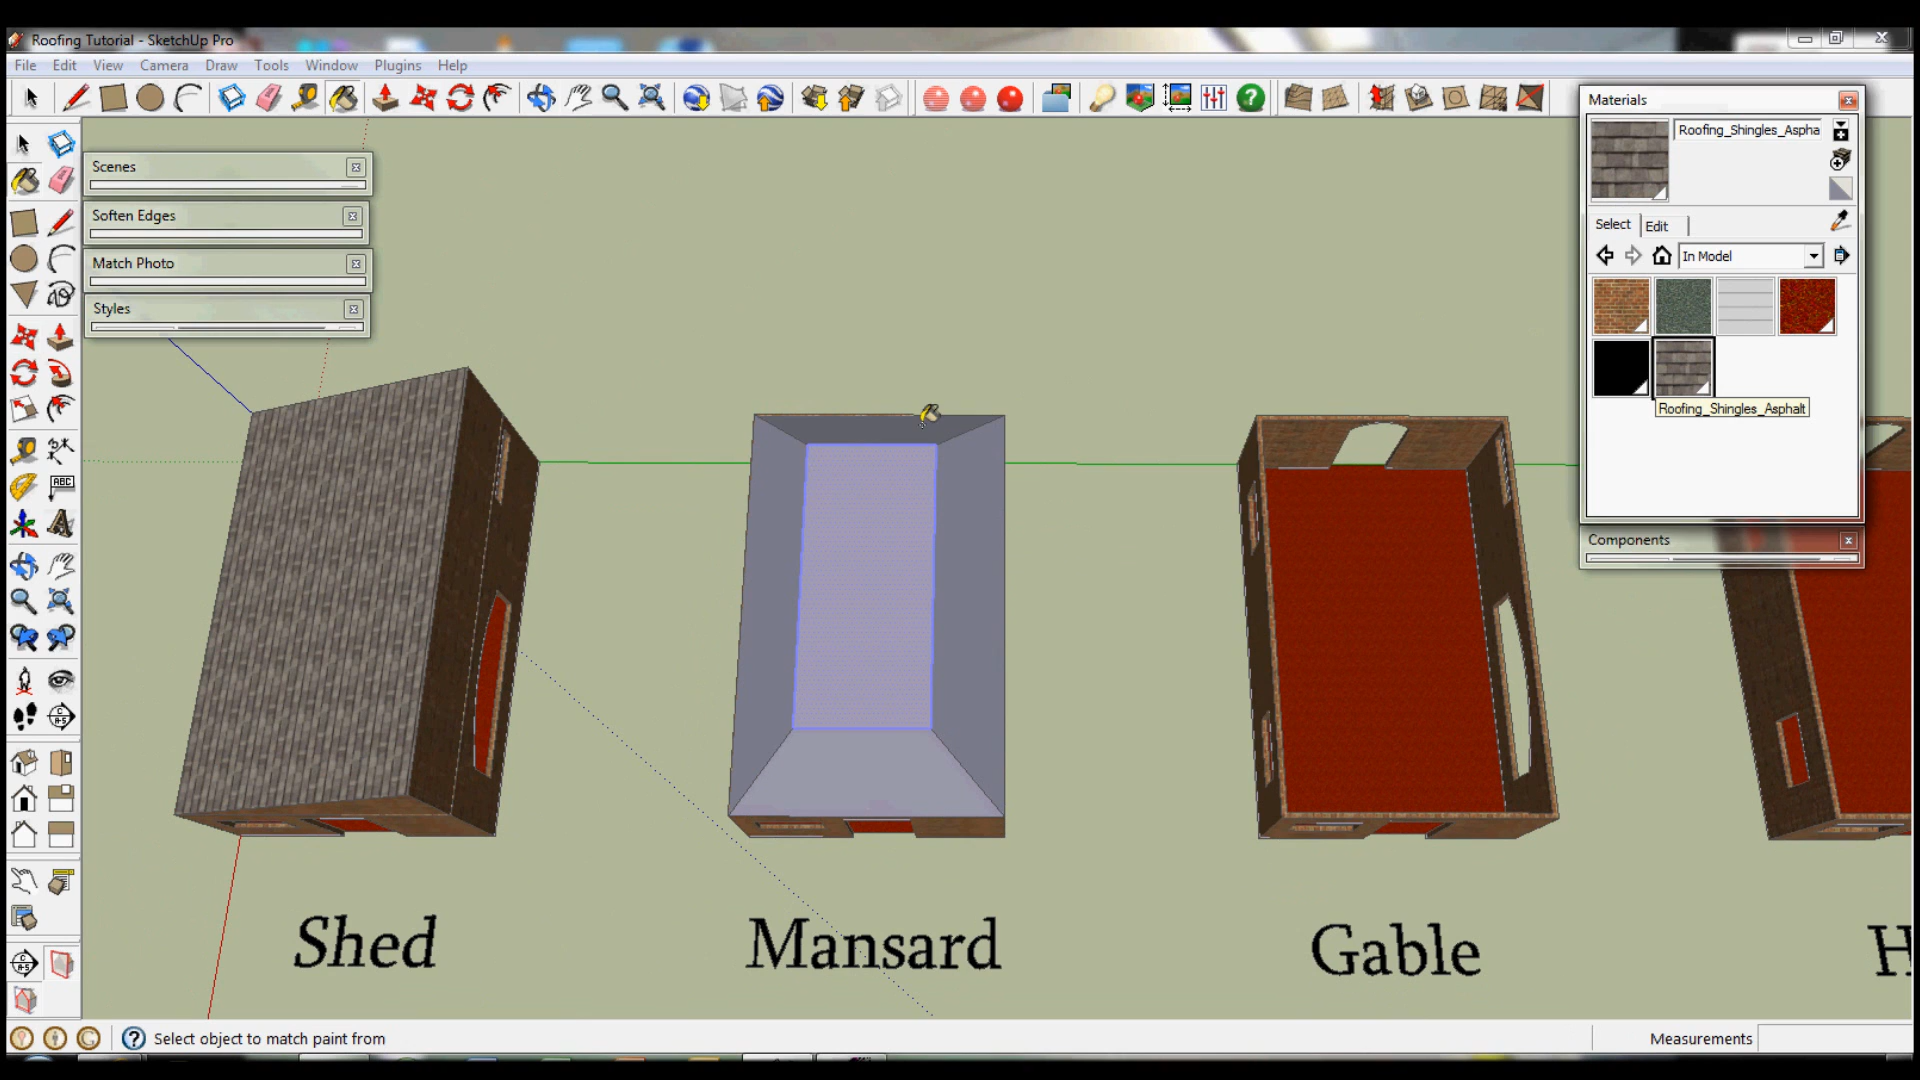 Roofing Tutorial - SketchUp Pro
File Edit View Camera Draw Tools Window Plugins Help
Materials
Roofing_Shingles_Aspha
Scenes
Soften Edges
Match Photo
Styles
Select Edit
In Model
Roofing_Shingles_Asphalt
ABC
Components
Shed
Mansard
Gable
H
Select object to match paint from
Measurements